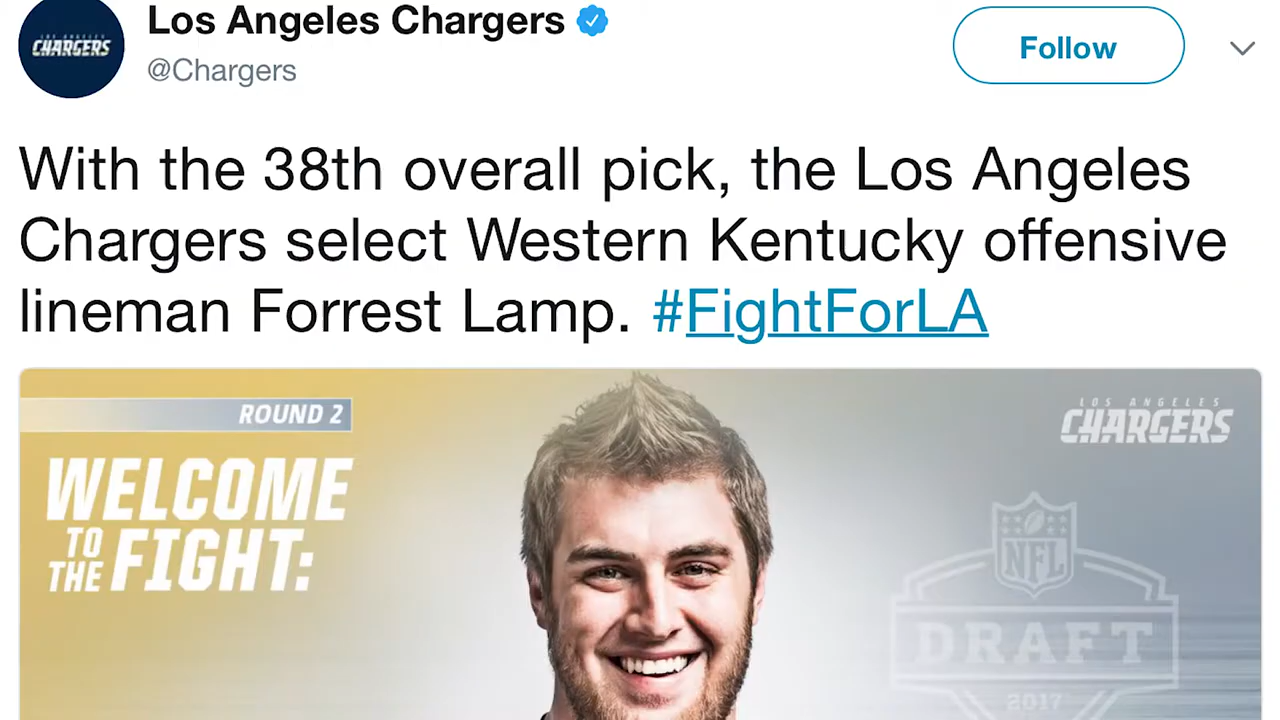 CHARGERS
Los Angeles Chargers
@Chargers
Follow
With the 38th overall pick, the Los Angeles
Chargers select Western Kentucky offensive
lineman Forrest Lamp. #FightForLA
ROUND 2
WELCOME
TO
THE FIGHT:
LOS ANGELES
CHARGERS
NFL
DRAFT
2017